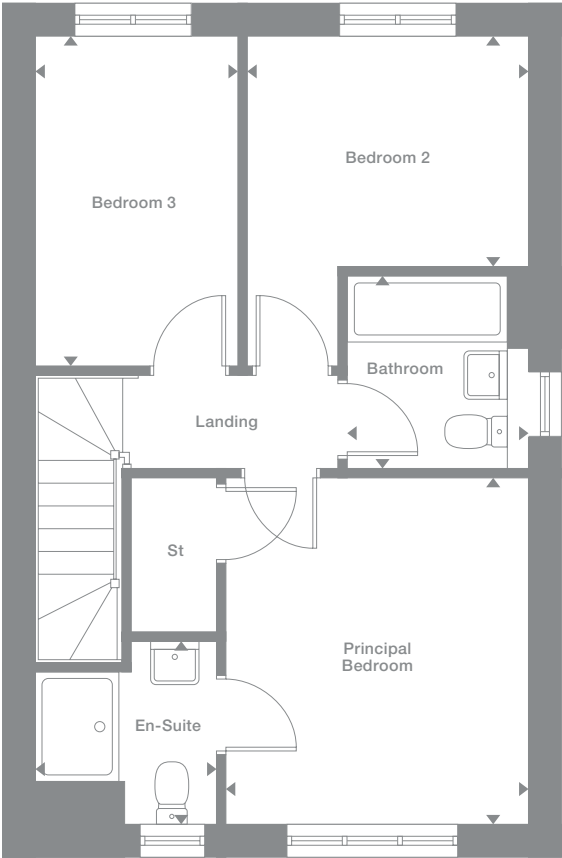 Bedroom 2
Bedroom 3
Bathroom
Landing
St
Principal
Bedroom
En-Suite